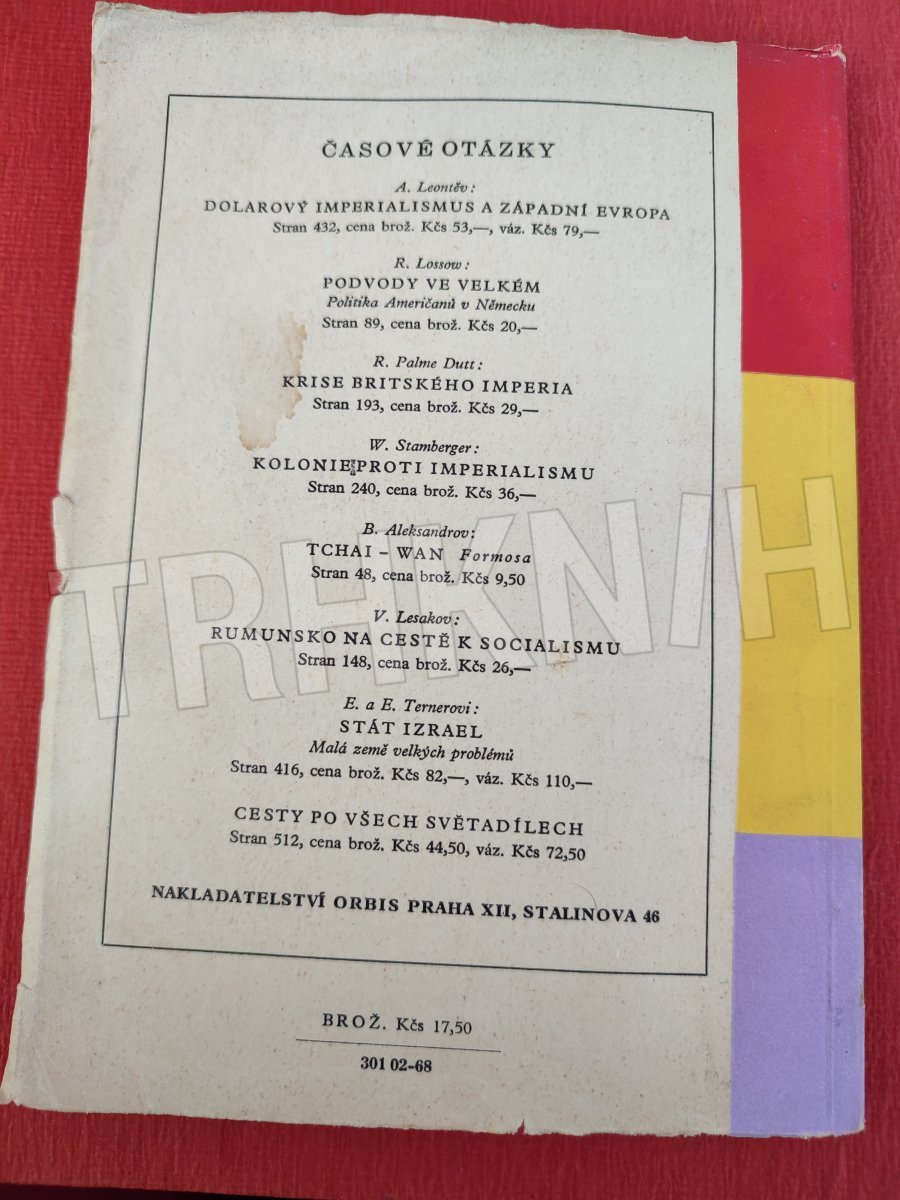 ČASOVÉ OTÁZKY
A. Leontěv:
DOLAROVÝ IMPERIALISMUS A ZÁPADNÍ EVROPA
Stran 432, cena brož. Kčs 53,—, váz. Kčs 79,—
R. Lossow:
PODVODY VE VELKÉM
Politika Američanů v Německu
Stran 89, cena brož. Kčs 20,—
R. Palme Dutt:
KRISE BRITSKÉHO IMPERIA
Stran 193, cena brož. Kčs 29,—
W. Stamberger:
KOLONIE PROTI IMPERIALISMU
Stran 240, cena brož. Kčs 36,—
B. Aleksandrov:
TCHAI – WAN Formosa
Stran 48, cena brož. Kčs 9,50
V. Lesakov:
RUMUNSKO NA CESTĚ K SOCIALISMU
Stran 148, cena brož. Kčs 26,—
E. a E. Ternerovi:
STÁT IZRAEL
Malá země velkých problémů
Stran 416, cena brož. Kčs 82,—, váz. Kčs 110,—
CESTY PO VŠECH SVĚTADÍLECH
Stran 512, cena brož. Kčs 44,50, váz. Kčs 72,50
NAKLADATELSTVÍ ORBIS PRAHA XII, STALINOVA 46
BROŽ. Kčs 17,50
301 02-68
TRHKNIH